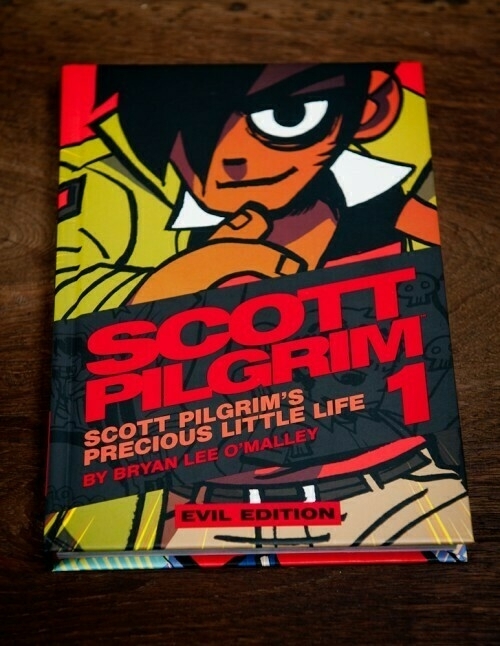 SCOTT
PILGRIM
1
SCOTT PILGRIM'S
PRECIOUS LITTLE LIFE
BY BRYAN LEE O'MALLEY
EVIL EDITION